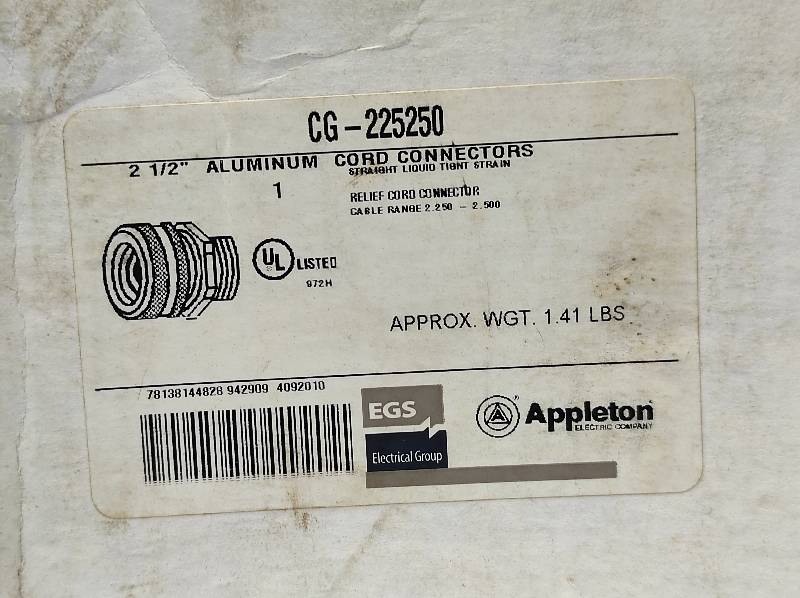 CG-225250
2 1/2" ALUMINUM CORD CONNECTORS
STRAIGHT LIQUID TIGHT STRAIN
1
RELIEF CORD CONNECTOR
CABLE RANGE 2.250 - 2.500
UL LISTED
972H
APPROX. WGT. 1.41 LBS
78138144828 942909 4092010
EGS
Electrical Group
A
Appleton
ELECTRIC COMPANY